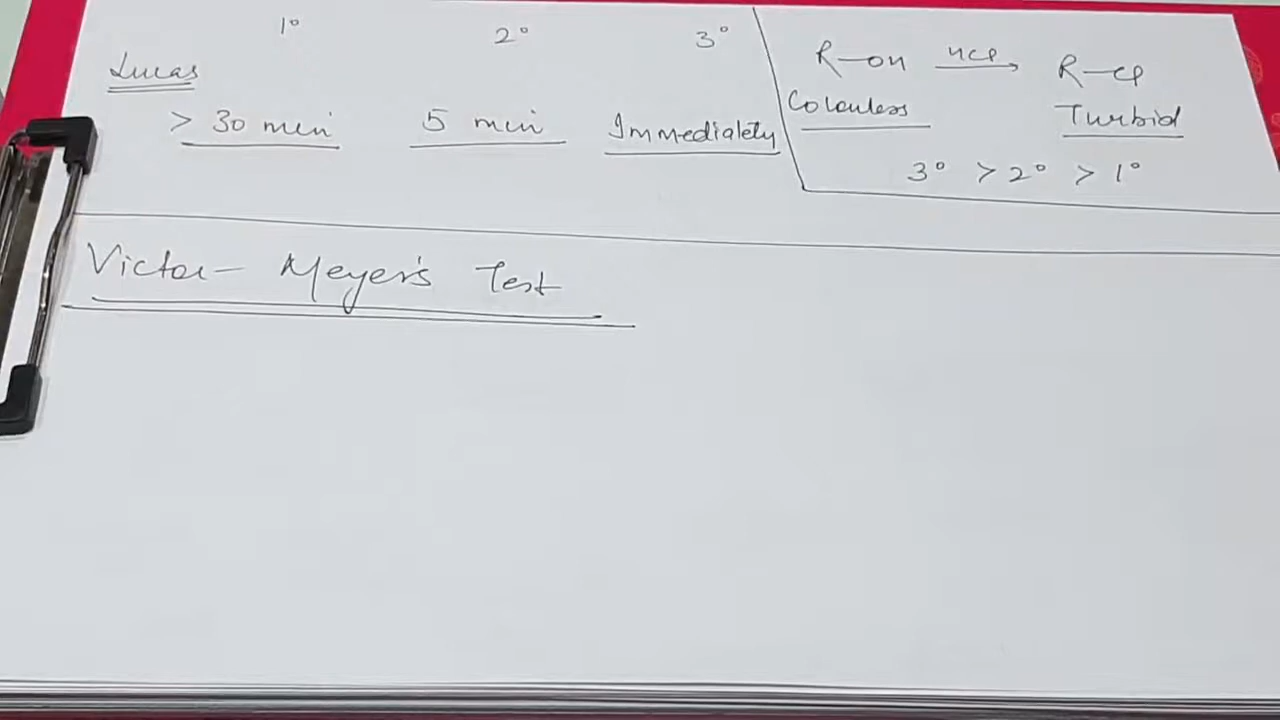 1° 2° 3°
Lucas
> 30 min 5 min Immediately
R-OH HCl R-Cl
Colourless Turbid
3° > 2° > 1°
Victor-Meyer's Test